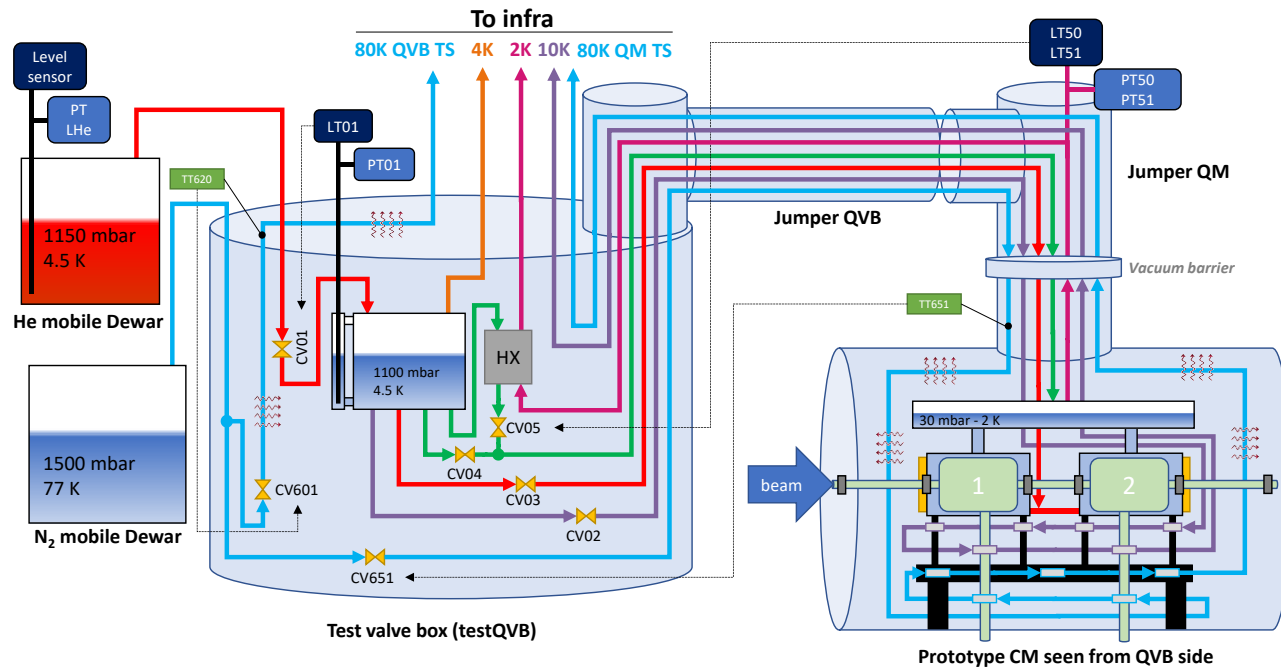 To infra
80K QVB TS
4K
2K
10K
80K QM TS
Level
sensor
PT
LHe
LT01
PT01
LT50
LT51
PT50
PT51
TT620
1150 mbar
4.5 K
He mobile Dewar
Jumper QVB
Jumper QM
Vacuum barrier
CV01
1100 mbar
4.5 K
HX
CV05
TT651
30 mbar - 2 K
1500 mbar
77 K
N₂ mobile Dewar
CV601
CV04
CV03
CV02
CV651
beam
1
2
Test valve box (testQVB)
Prototype CM seen from QVB side